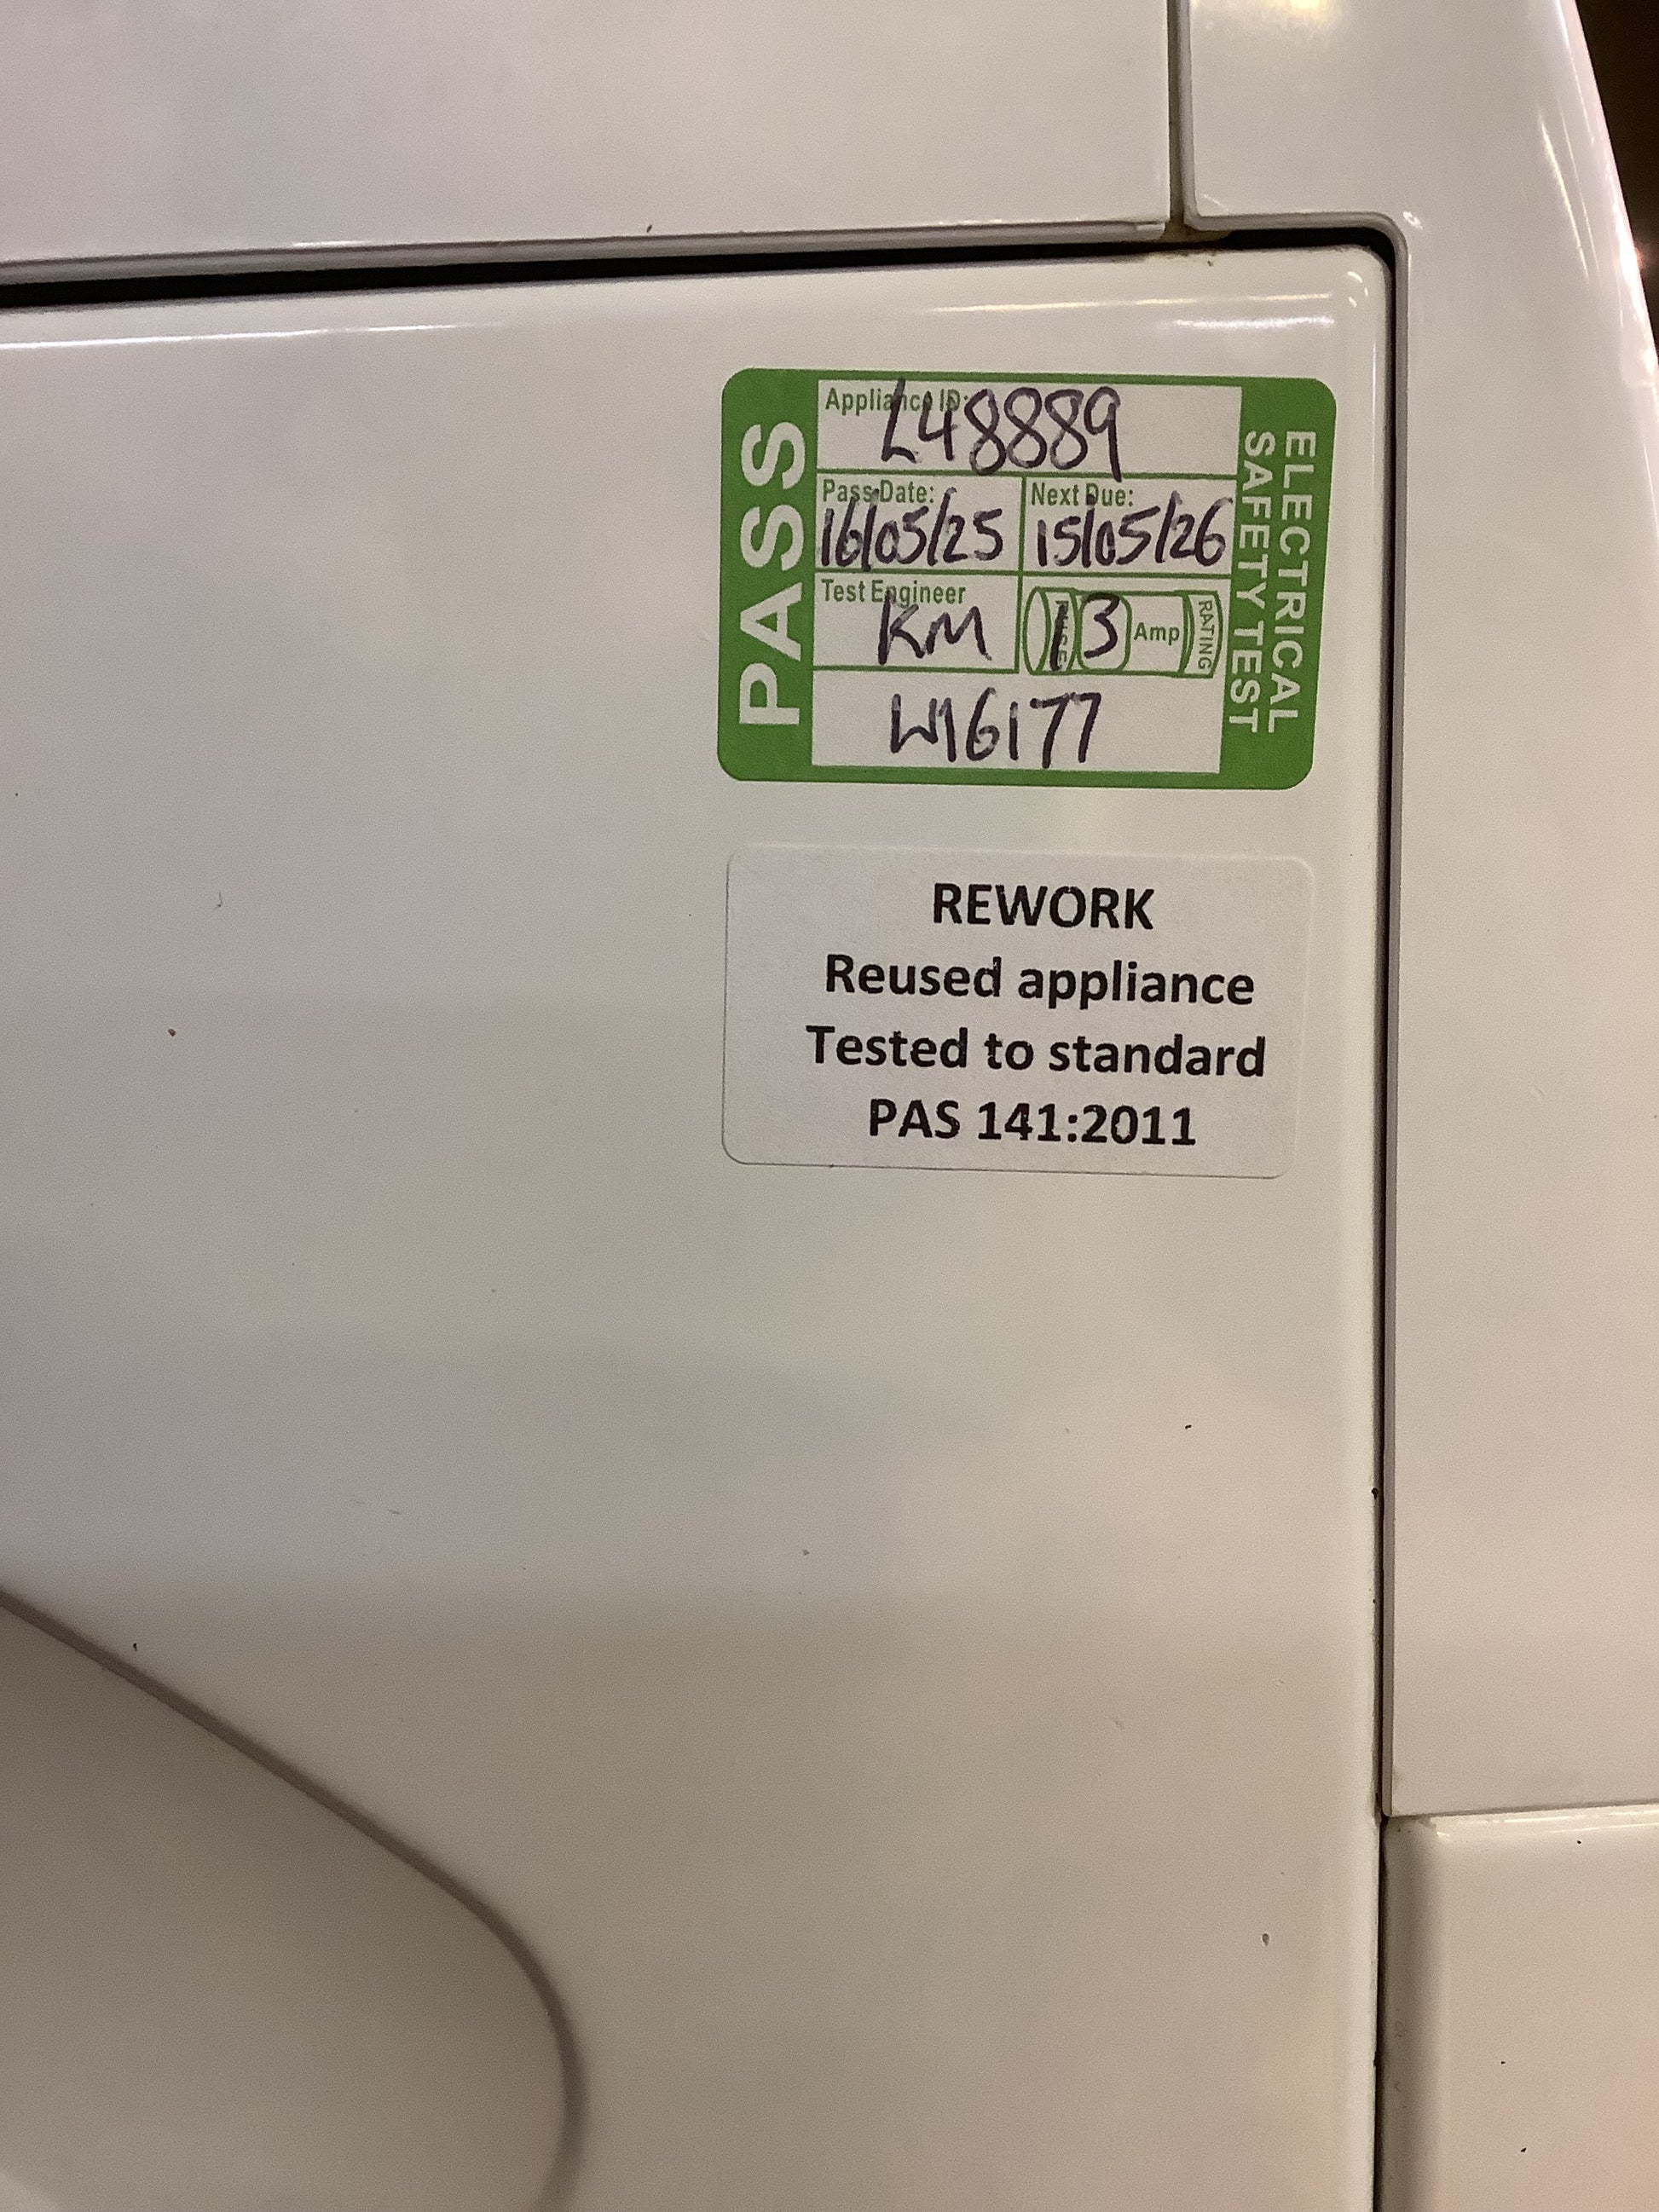 PASS
Appliance ID:
L48889
Pass Date:
Next Due:
16/05/25
15/05/26
Test Engineer
KM
FUSE
13
Amp
RATING
W16177
ELECTRICAL
SAFETY TEST
REWORK
Reused appliance
Tested to standard
PAS 141:2011